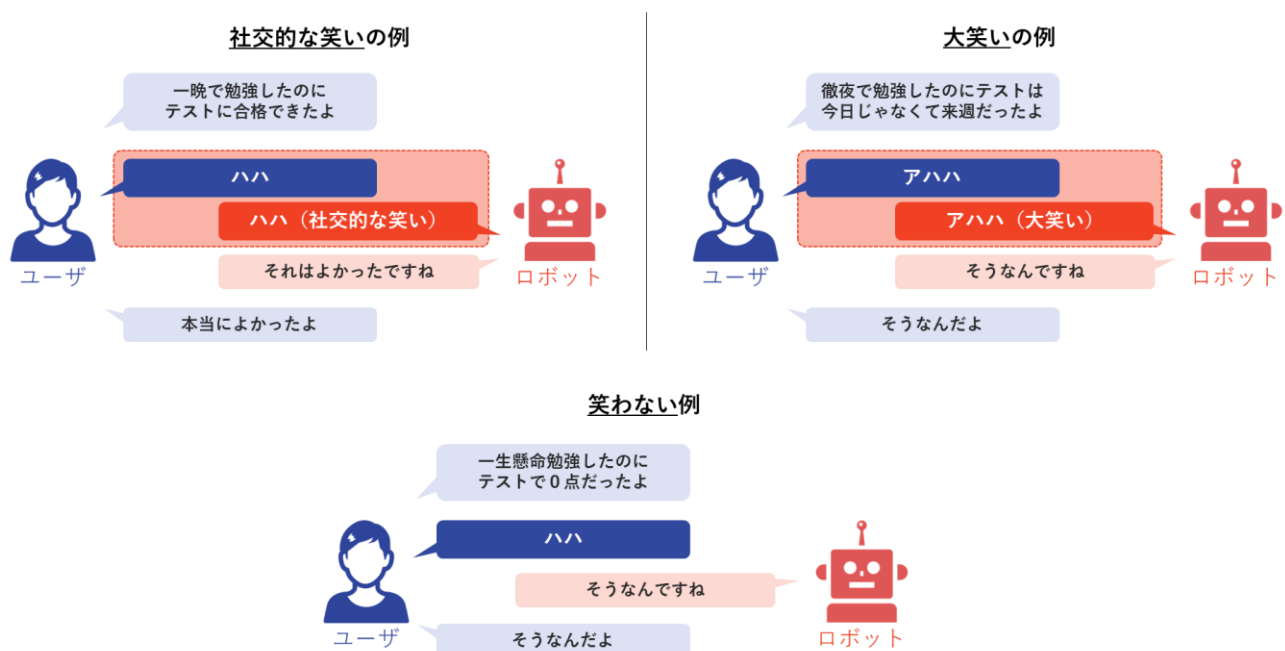 社交的な笑いの例
一晩で勉強したのに
テストに合格できたよ
ハハ
ハハ（社交的な笑い）
それはよかったですね
ユーザ
ロボット
本当によかったよ
大笑いの例
徹夜で勉強したのにテストは
今日じゃなくて来週だったよ
アハハ
アハハ（大笑い）
そうなんですね
ユーザ
ロボット
そうなんだよ
笑わない例
一生懸命勉強したのに
テストで０点だったよ
ハハ
そうなんですね
ユーザ
ロボット
そうなんだよ